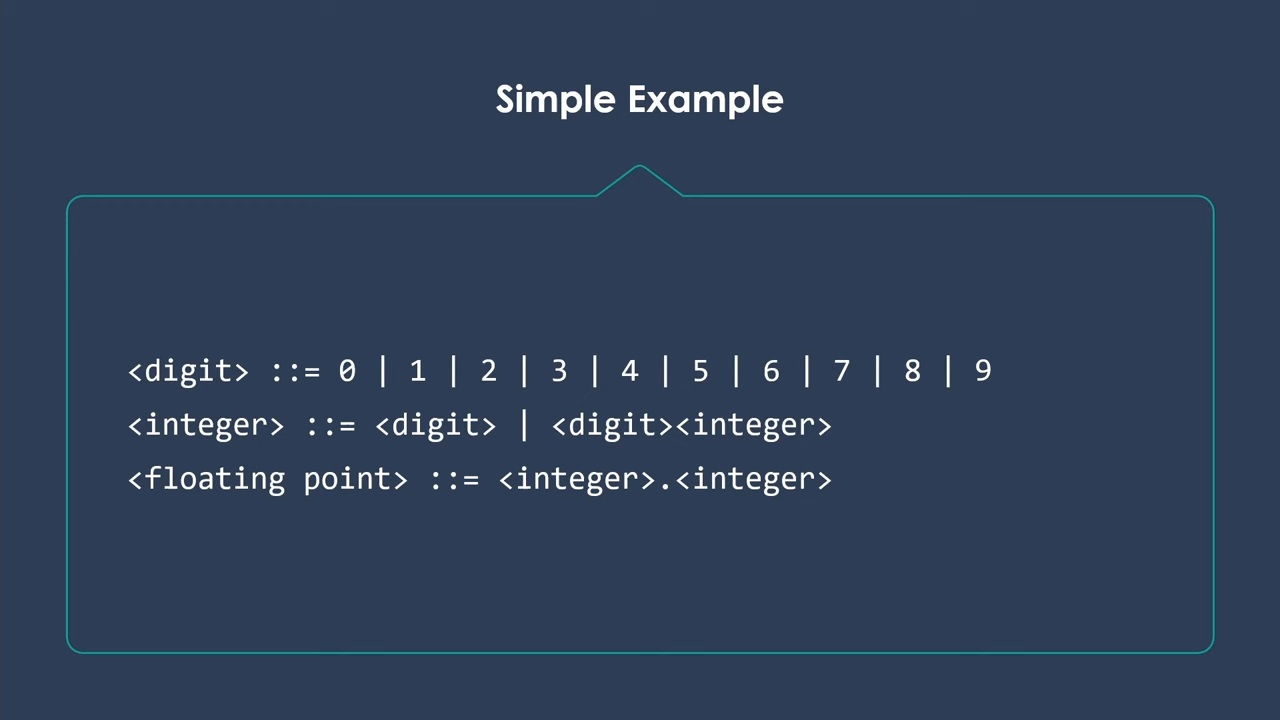 Simple Example
<digit> ::= 0 | 1 | 2 | 3 | 4 | 5 | 6 | 7 | 8 | 9
<integer> ::= <digit> | <digit><integer>
<floating point> ::= <integer>.<integer>